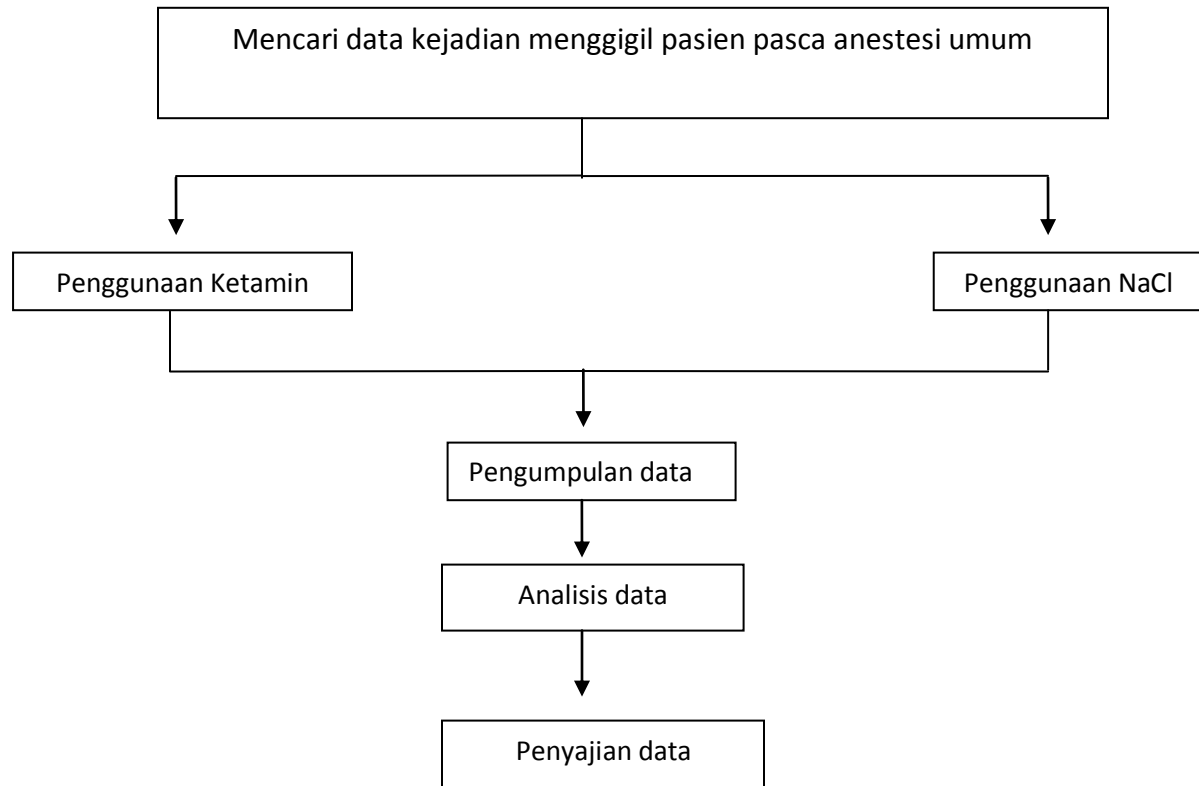 Mencari data kejadian menggigil pasien pasca anestesi umum
Penggunaan Ketamin
Penggunaan NaCl
Pengumpulan data
Analisis data
Penyajian data